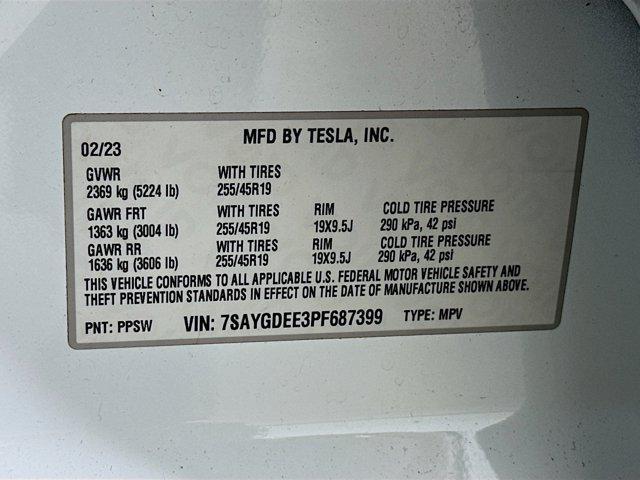 MFD BY TESLA, INC.
02/23
GVWR WITH TIRES
2369 kg (5224 lb) 255/45R19
GAWR FRT WITH TIRES RIM COLD TIRE PRESSURE
1363 kg (3004 lb) 255/45R19 19X9.5J 290 kPa, 42 psi
GAWR RR WITH TIRES RIM COLD TIRE PRESSURE
1636 kg (3606 lb) 255/45R19 19X9.5J 290 kPa, 42 psi
THIS VEHICLE CONFORMS TO ALL APPLICABLE U.S. FEDERAL MOTOR VEHICLE SAFETY AND
THEFT PREVENTION STANDARDS IN EFFECT ON THE DATE OF MANUFACTURE SHOWN ABOVE.
PNT: PPSW VIN: 7SAYGDEE3PF687399 TYPE: MPV